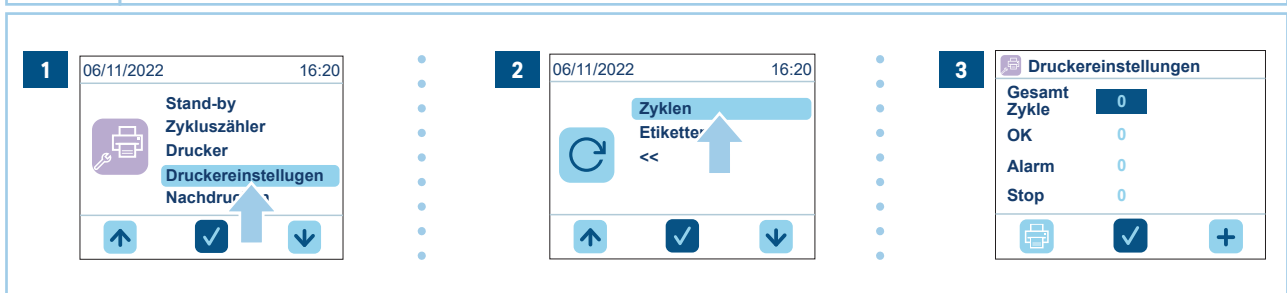 1
06/11/2022 16:20
Stand-by
Zykluszähler
Drucker
Druckereinstellugen
2
06/11/2022 16:20
Zyklen
<<
3
Druckereinstellungen
Gesamt
Zykle 0
OK 0
Alarm 0
Stop 0